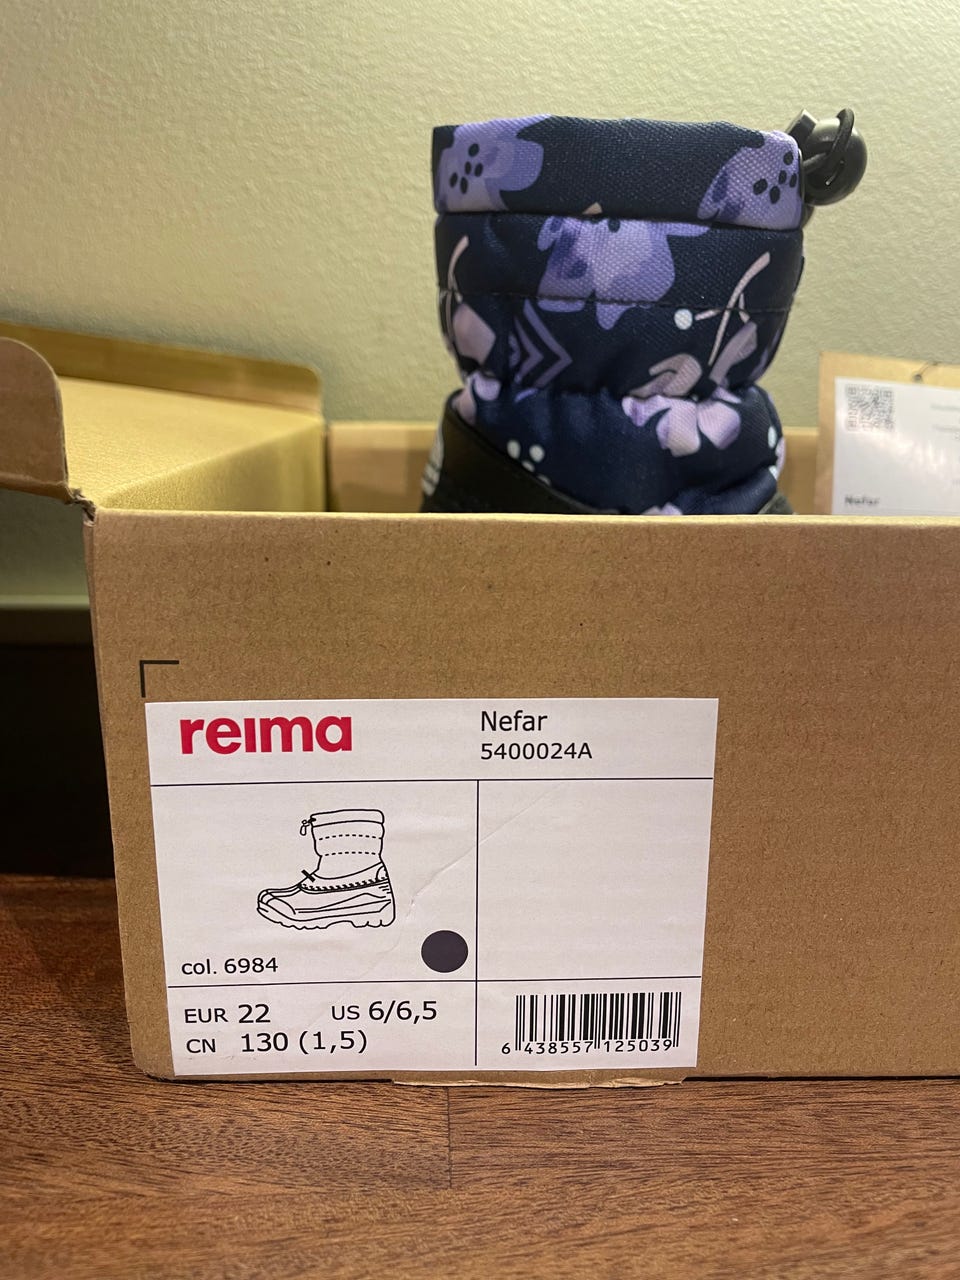 Nefar
reima
Nefar
5400024A
col. 6984
EUR 22 US 6/6,5
CN 130 (1,5)
6 438557 125039